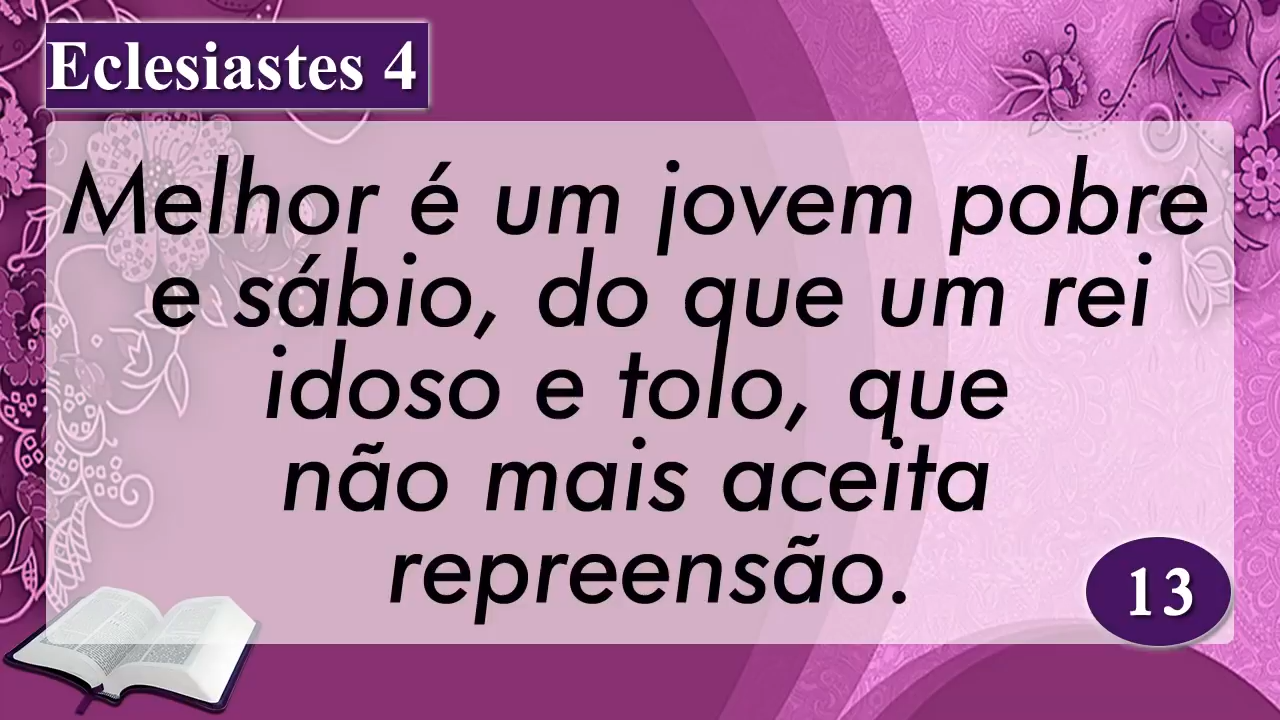 Eclesiastes 4
Melhor é um jovem pobre
e sábio, do que um rei
idoso e tolo, que
não mais aceita
repreensão.
13